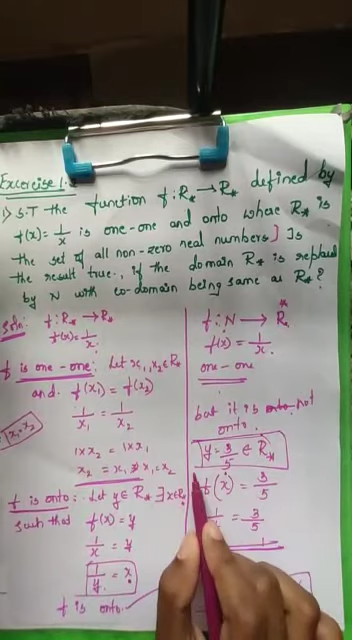 Excercise 1:
1) S.T the function f: R* → R* defined by
f(x) = 1/x is one-one and onto where R* is
the set of all non-zero real numbers] Is
the result true, if the domain R* is replaced
by N with co-domain being same as R*?
soln: f: R* → R*
f(x) = 1/x
f is one-one: Let x1, x2 ∈ R*
and f(x1) = f(x2)
1/x1 = 1/x2
x1 = x2
1×x2 = 1×x1
x2 = x1 ⇒ x1 = x2
f is onto: Let y ∈ R* ∃ x ∈ R*
such that f(x) = y
1/x = y
1/y = x
f is onto.
f: N → R*
f(x) = 1/x
one-one
but it is onto not
onto
y = 3/5 ∈ R*
f(x) = 3/5
= 3/5